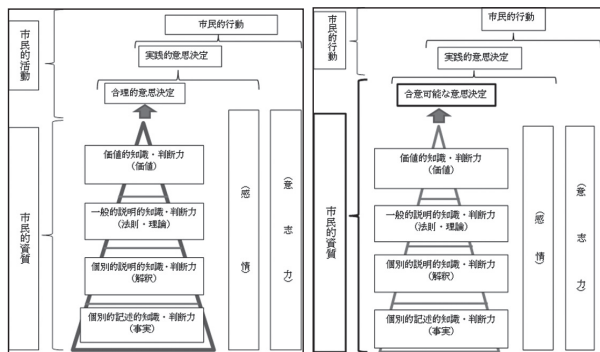 市民的行動
実践的意思決定
合理的意思決定
価値的知識・判断力
(価値)
一般的説明的知識・判断力
(法則・理論)
個別的説明的知識・判断力
(解釈)
個別的記述的知識・判断力
(事実)
(感情)
(意志力)
市民的活動
市民的資質
市民的行動
実践的意思決定
合意可能な意思決定
価値的知識・判断力
(価値)
一般的説明的知識・判断力
(法則・理論)
個別的説明的知識・判断力
(解釈)
個別的記述的知識・判断力
(事実)
(感情)
(意志力)
市民的行動
市民的資質